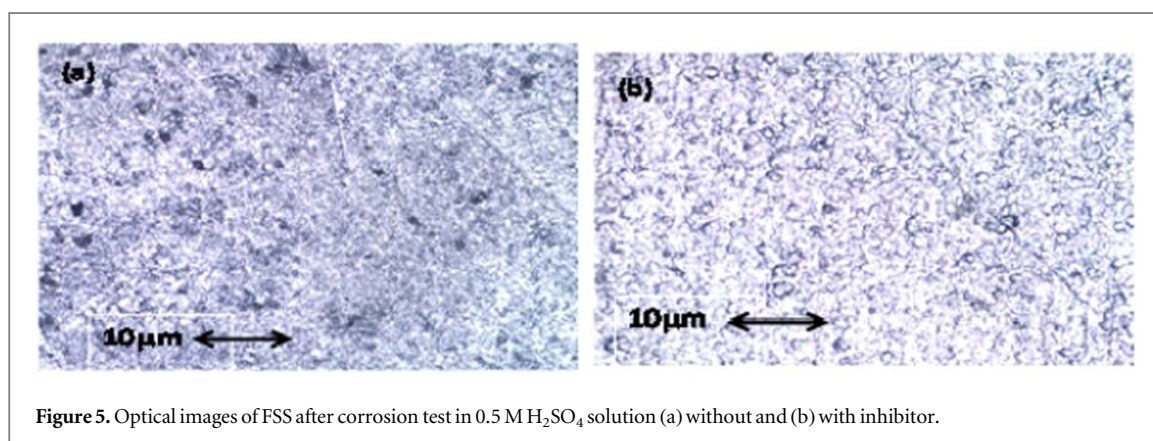 (a)
(b)
10µm
10µm
Figure 5. Optical images of FSS after corrosion test in 0.5 M H₂SO₄ solution (a) without and (b) with inhibitor.